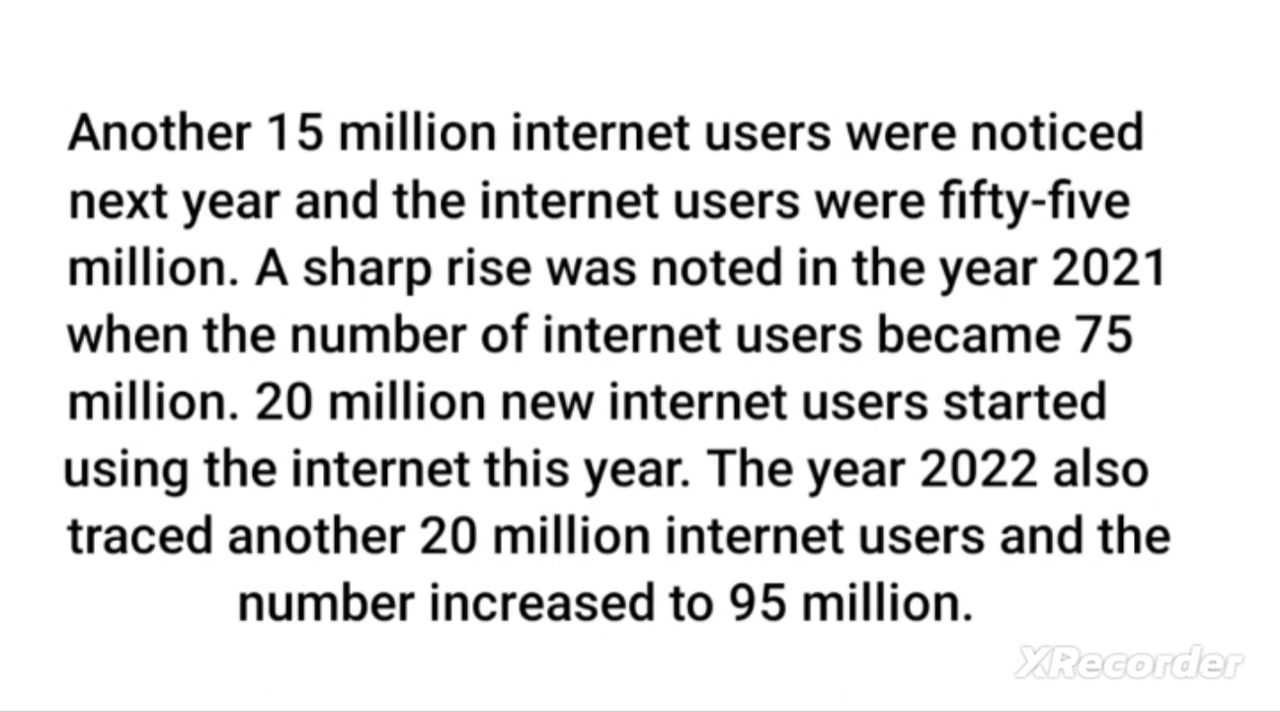 Another 15 million internet users were noticed
next year and the internet users were fifty-five
million. A sharp rise was noted in the year 2021
when the number of internet users became 75
million. 20 million new internet users started
using the internet this year. The year 2022 also
traced another 20 million internet users and the
number increased to 95 million.
XRecorder